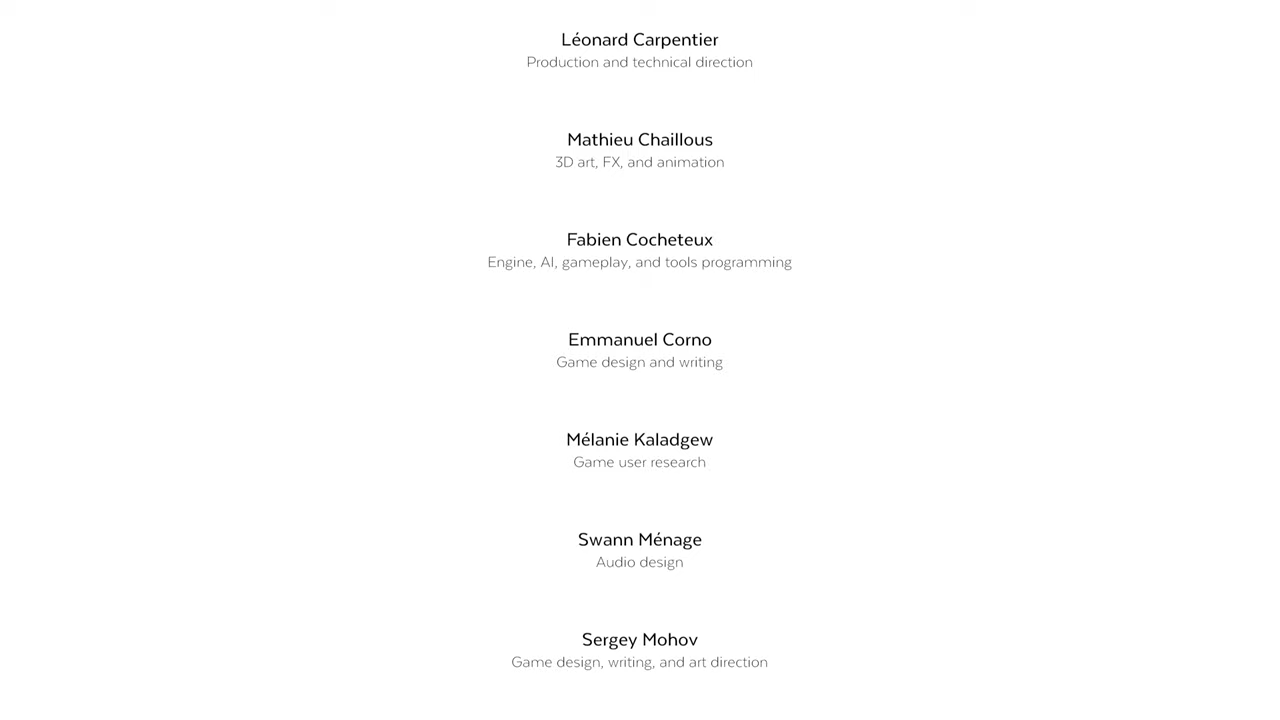 Léonard Carpentier
Production and technical direction
Mathieu Chaillous
3D art, FX, and animation
Fabien Cocheteux
Engine, AI, gameplay, and tools programming
Emmanuel Corno
Game design and writing
Mélanie Kaladgew
Game user research
Swann Ménage
Audio design
Sergey Mohov
Game design, writing, and art direction